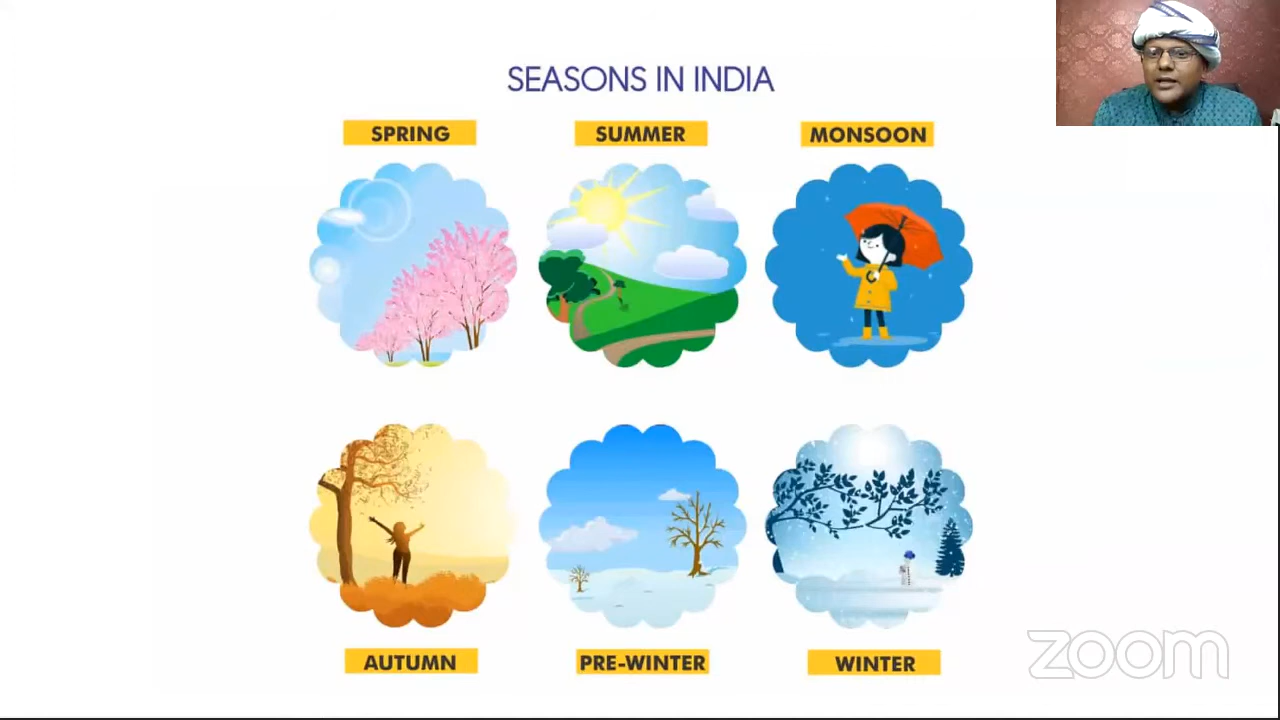 SEASONS IN INDIA
SPRING
SUMMER
MONSOON
AUTUMN
PRE-WINTER
WINTER
zoom